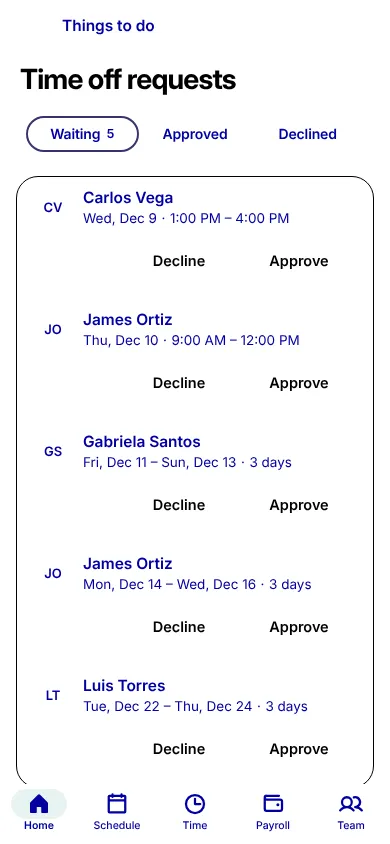 Things to do
Time off requests
Waiting 5
Approved
Declined
CV
Carlos Vega
Wed, Dec 9 · 1:00 PM – 4:00 PM
Decline
Approve
JO
James Ortiz
Thu, Dec 10 · 9:00 AM – 12:00 PM
Decline
Approve
GS
Gabriela Santos
Fri, Dec 11 – Sun, Dec 13 · 3 days
Decline
Approve
JO
James Ortiz
Mon, Dec 14 – Wed, Dec 16 · 3 days
Decline
Approve
LT
Luis Torres
Tue, Dec 22 – Thu, Dec 24 · 3 days
Decline
Approve
Home
Schedule
Time
Payroll
Team